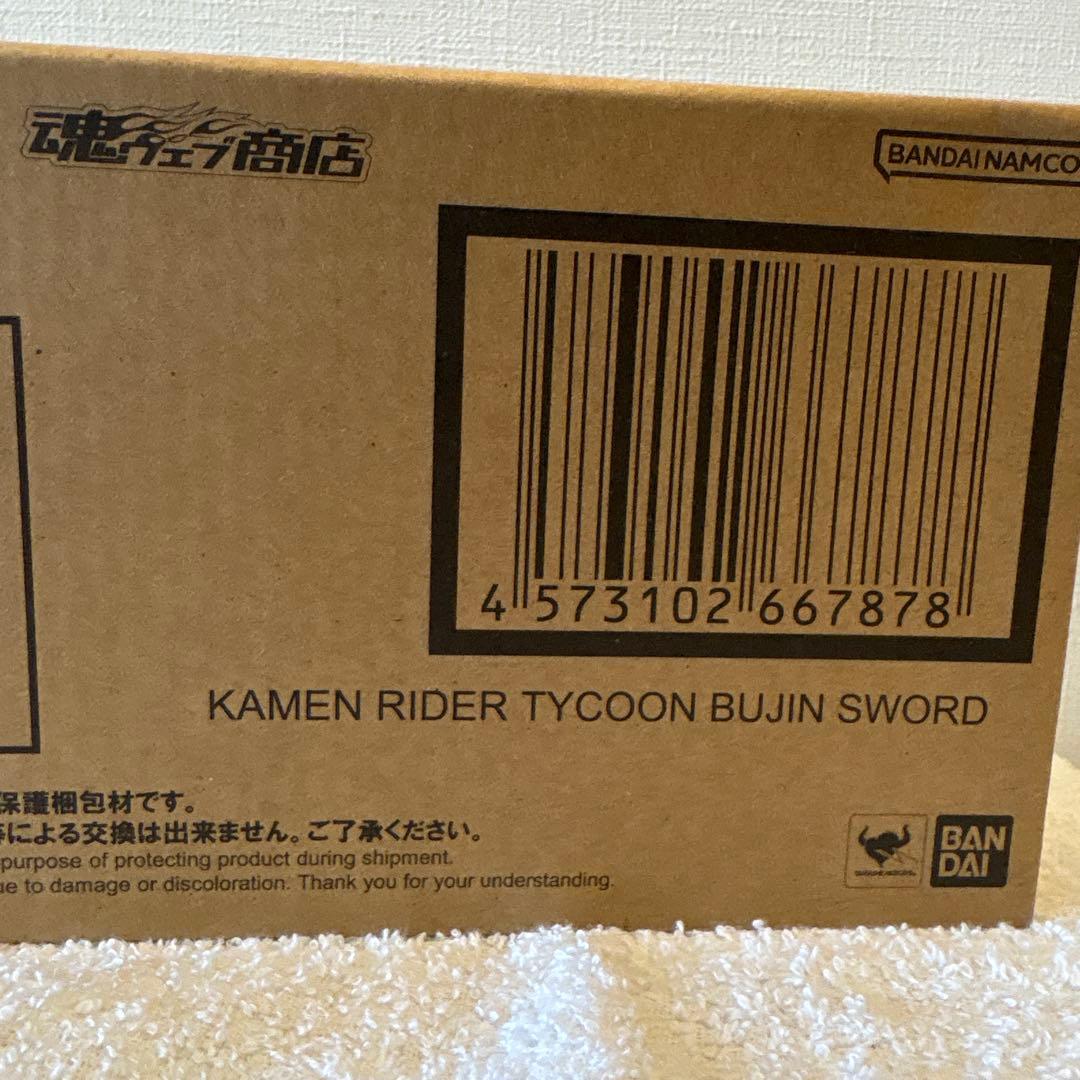 魂ウェブ商店
BANDAI NAMCO
4 573102 667878
KAMEN RIDER TYCOON BUJIN SWORD
保護梱包材です。
等による交換は出来ません。ご了承ください。
purpose of protecting product during shipment.
ue to damage or discoloration. Thank you for your understanding.
BAN
DAI